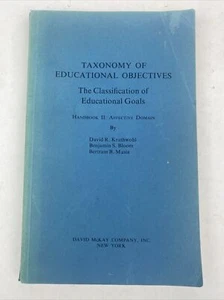 TAXONOMY OF
EDUCATIONAL OBJECTIVES
The Classification of
Educational Goals
HANDBOOK II: AFFECTIVE DOMAIN
By
David R. Krathwohl
Benjamin S. Bloom
Bertram B. Masia
DAVID McKAY COMPANY, INC.
NEW YORK